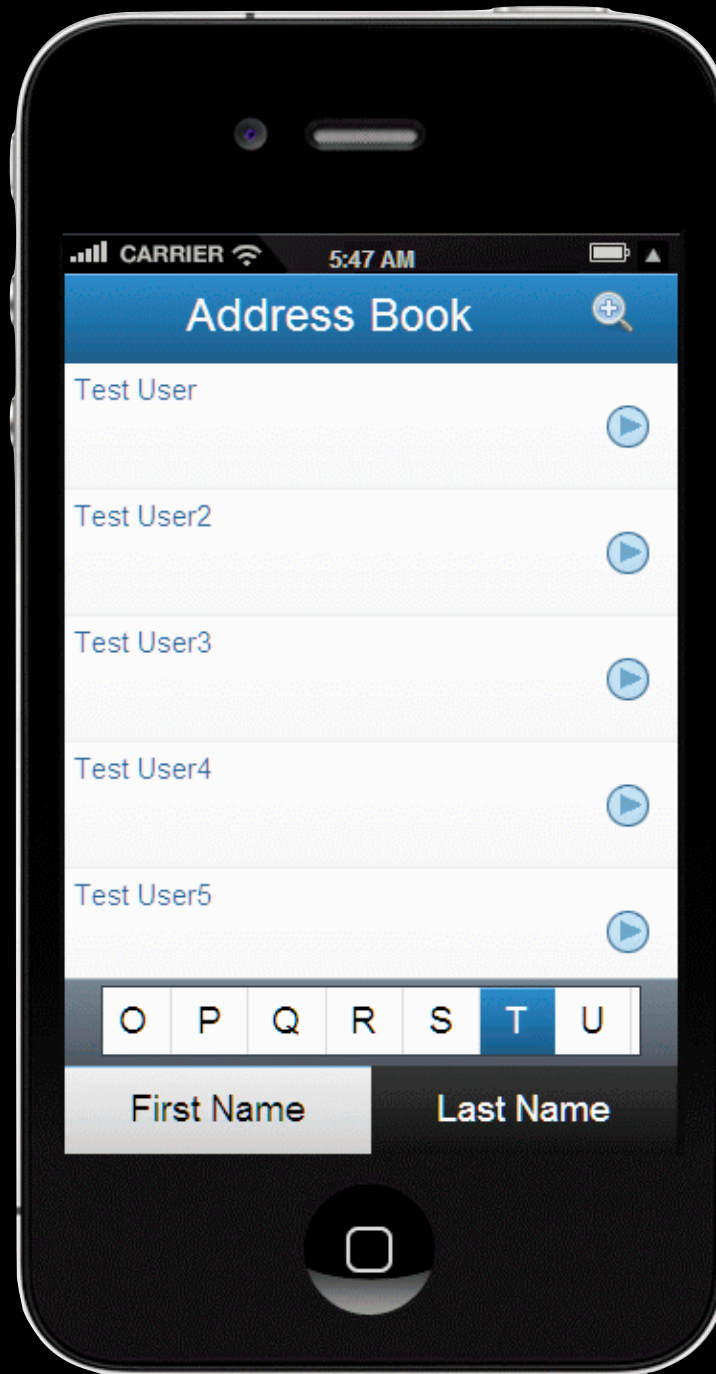 CARRIER 5:47 AM
Address Book
Test User
Test User2
Test User3
Test User4
Test User5
O P Q R S T U
First Name Last Name